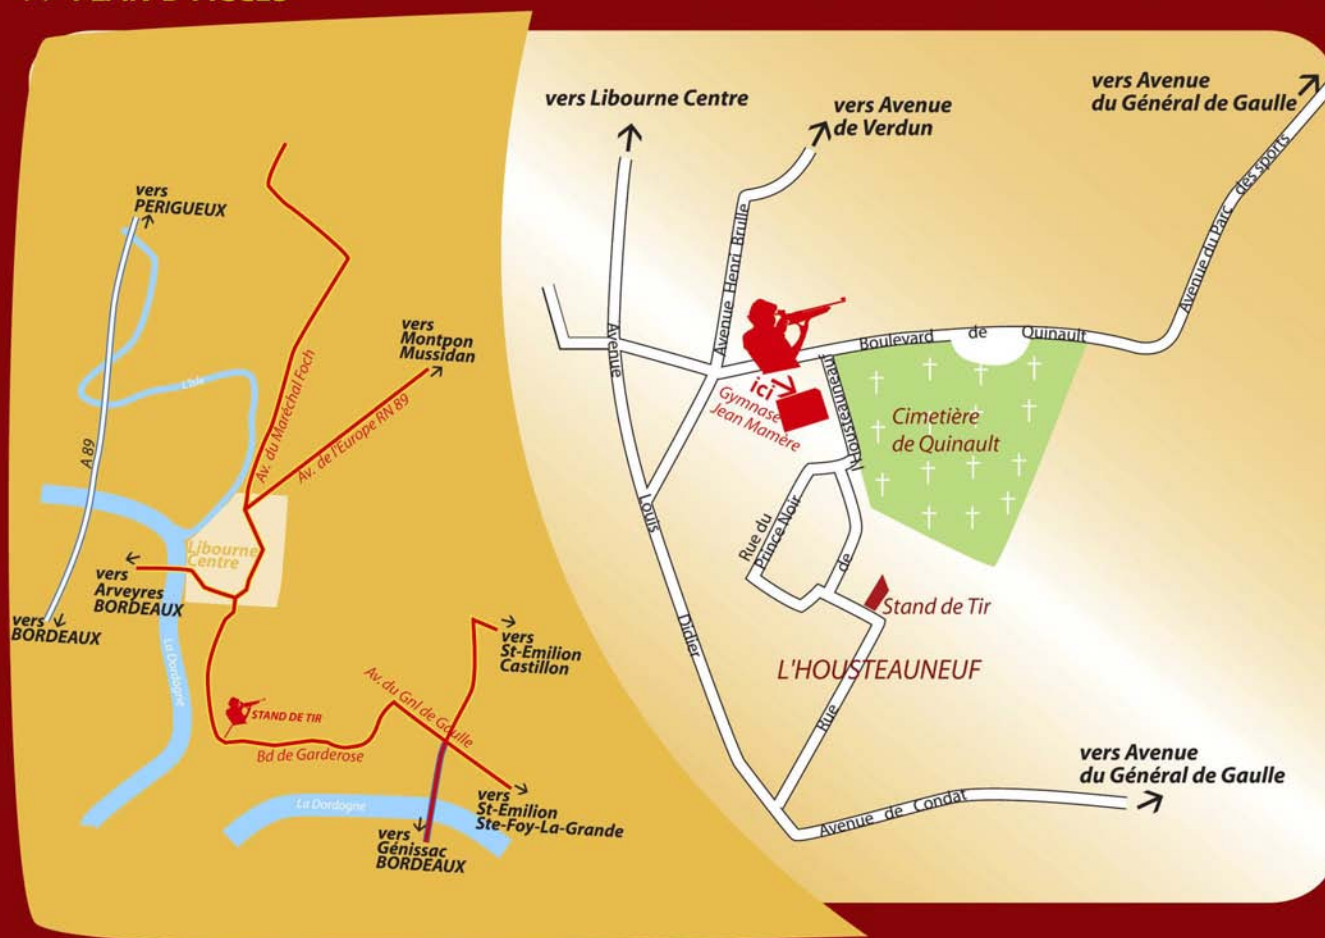 vers
PERIGUEUX
A 89
L'Isle
Av. du Maréchal Foch
vers
Montpon
Mussidan
Av. de l'Europe RN 89
Libourne
Centre
vers
Arveyres
BORDEAUX
vers
BORDEAUX
La Dordogne
STAND DE TIR
Bd de Garderose
Av. du Gnl de Gaulle
vers
St-Emilion
Castillon
La Dordogne
vers
St-Emilion
Ste-Foy-La-Grande
vers
Génissac
BORDEAUX
vers Libourne Centre
vers Avenue
de Verdun
vers Avenue
du Général de Gaulle
Avenue du Parc des sports
Avenue Henri Brulle
Boulevard de Quinault
ici
Gymnase
Jean Mamère
Cimetière
de Quinault
Avenue Louis Didier
Rue du
Prince Noir
Rue de l'Housteauneuf
Stand de Tir
L'HOUSTEAUNEUF
Avenue de Condat
vers Avenue
du Général de Gaulle